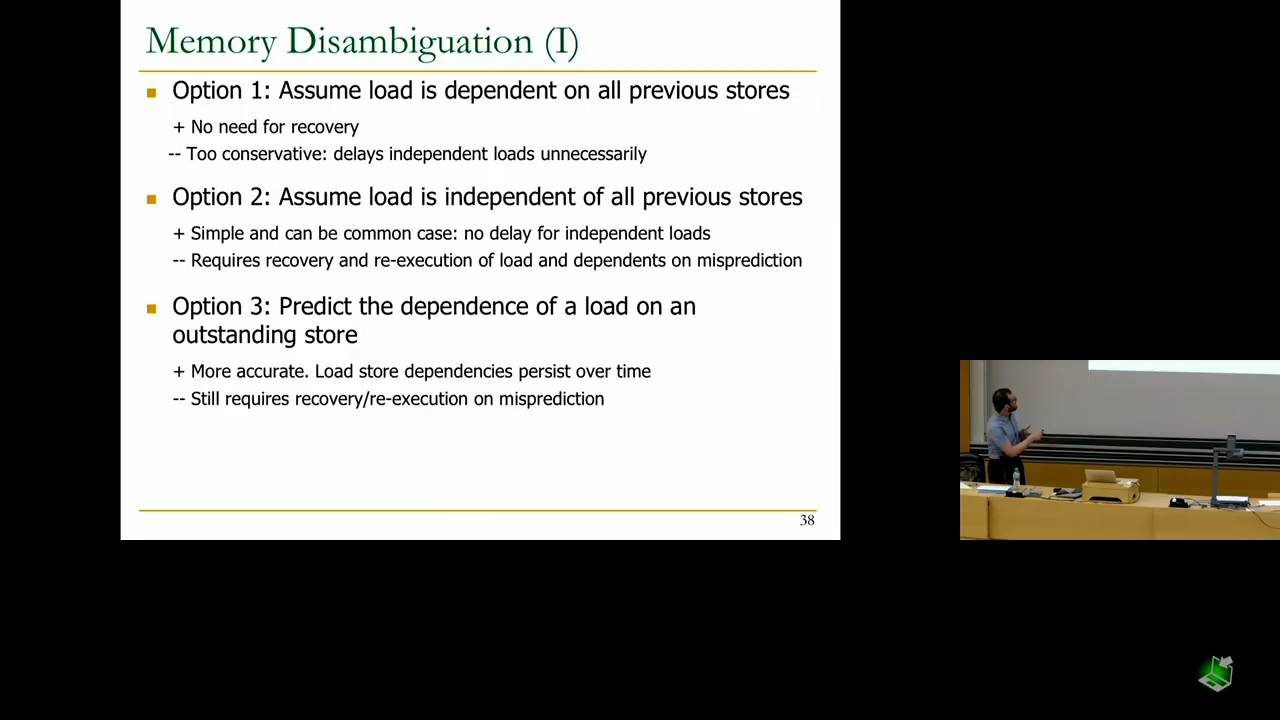 Memory Disambiguation (I)
Option 1: Assume load is dependent on all previous stores
+ No need for recovery
-- Too conservative: delays independent loads unnecessarily
Option 2: Assume load is independent of all previous stores
+ Simple and can be common case: no delay for independent loads
-- Requires recovery and re-execution of load and dependents on misprediction
Option 3: Predict the dependence of a load on an
outstanding store
+ More accurate. Load store dependencies persist over time
-- Still requires recovery/re-execution on misprediction
38